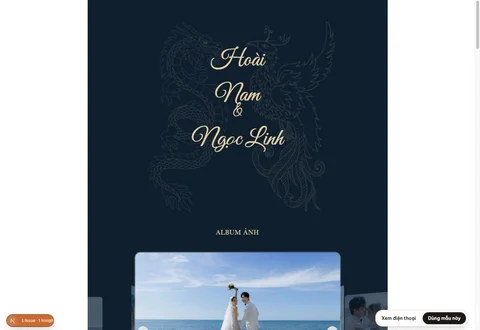 Hoài
Nam
&
Ngọc Linh
ALBUM ẢNH
Xem điện thoại
Dùng mẫu này